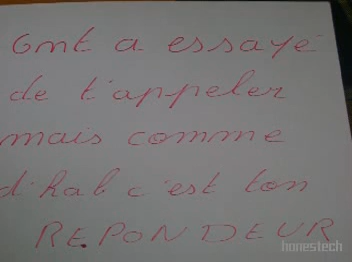 Gmt a essayé
de t'appeler
mais comme
d'hab c'est ton
REPONDEUR
honestech